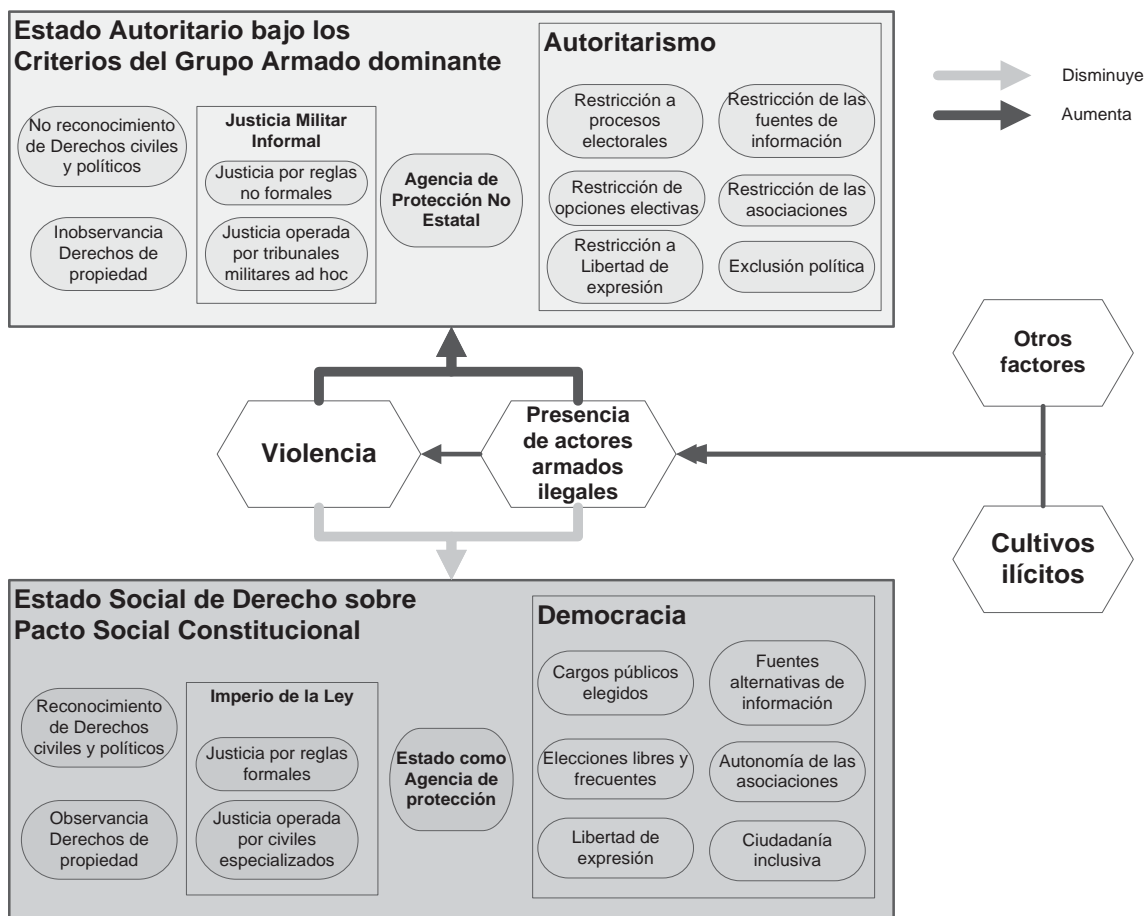 Estado Autoritario bajo los
Criterios del Grupo Armado dominante
No reconocimiento
de Derechos civiles
y políticos
Inobservancia
Derechos de
propiedad
Justicia Militar
Informal
Justicia por reglas
no formales
Justicia operada
por tribunales
militares ad hoc
Agencia de
Protección No
Estatal
Autoritarismo
Restricción a
procesos
electorales
Restricción de las
fuentes de
información
Restricción de
opciones electivas
Restricción de las
asociaciones
Restricción a
Libertad de
expresión
Exclusión política
Disminuye
Aumenta
Violencia
Presencia
de actores
armados
ilegales
Otros
factores
Cultivos
ilícitos
Estado Social de Derecho sobre
Pacto Social Constitucional
Reconocimiento
de Derechos
civiles y políticos
Observancia
Derechos de
propiedad
Imperio de la Ley
Justicia por reglas
formales
Justicia operada
por civiles
especializados
Estado como
Agencia de
protección
Democracia
Cargos públicos
elegidos
Fuentes
alternativas de
información
Elecciones libres y
frecuentes
Autonomía de las
asociaciones
Libertad de
expresión
Ciudadanía
inclusiva